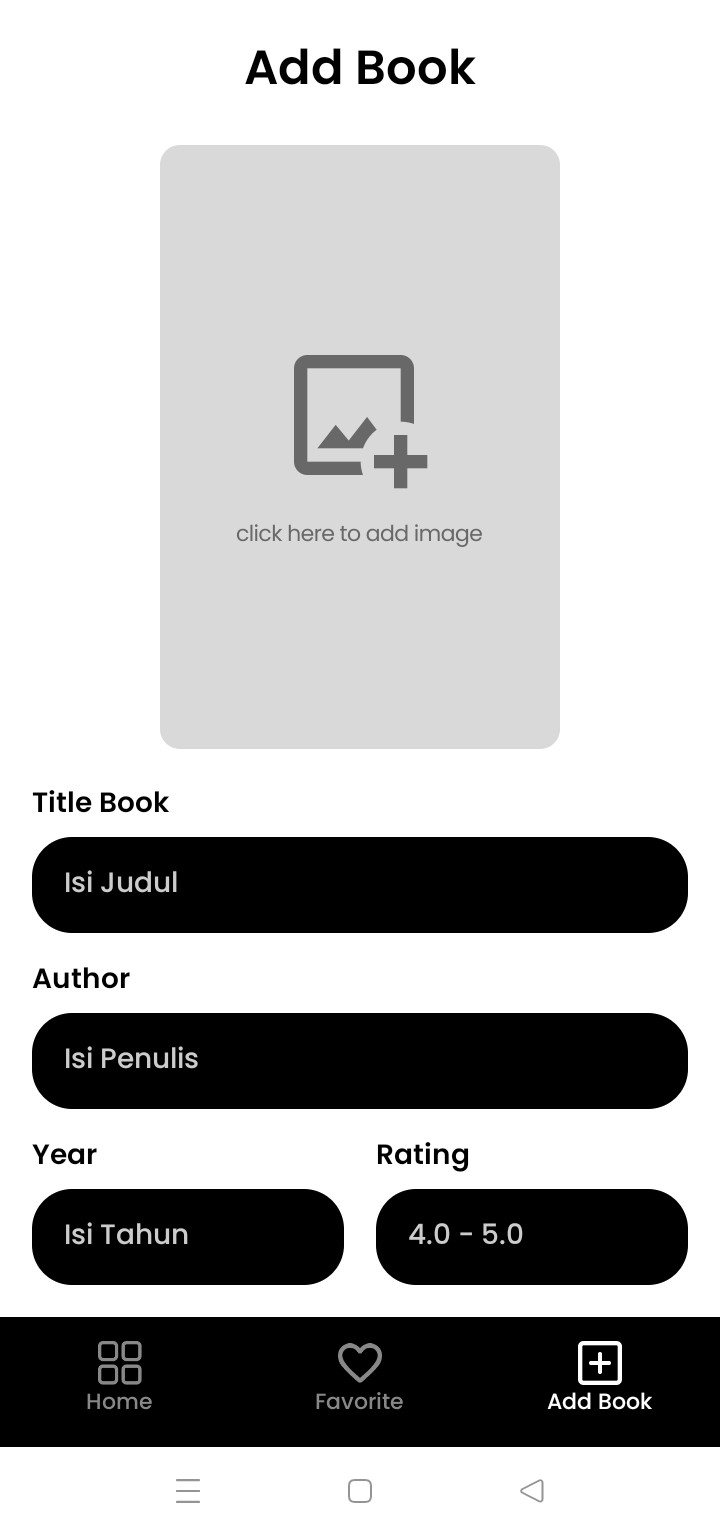 Add Book
click here to add image
Title Book
Isi Judul
Author
Isi Penulis
Year Rating
Isi Tahun 4.0 - 5.0
Home Favorite Add Book